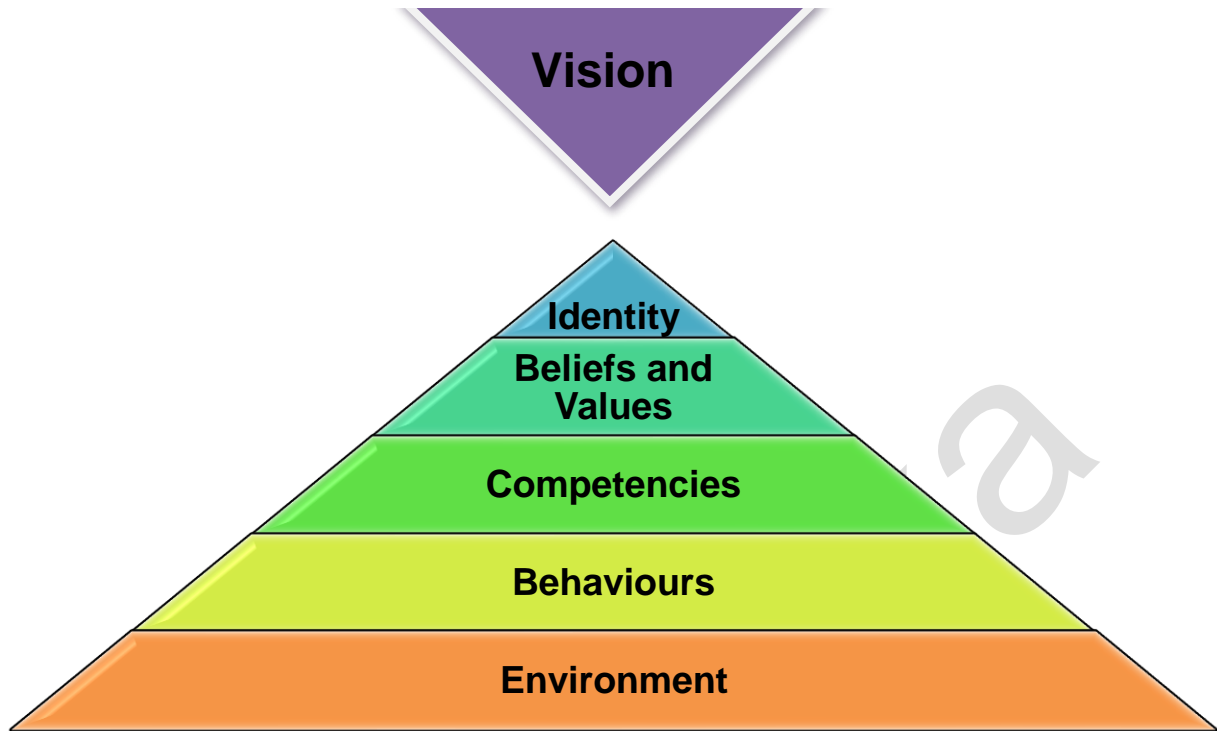 Vision
Identity
Beliefs and
Values
Competencies
Behaviours
Environment